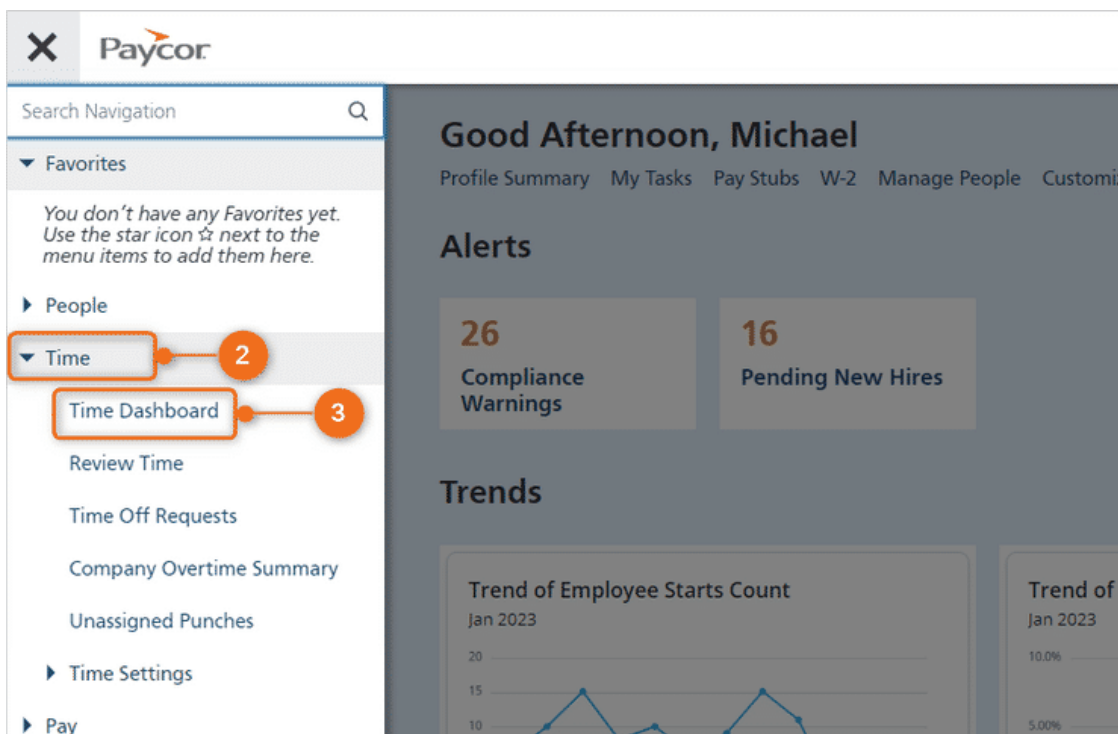 Paycor
Search Navigation
Favorites
You don't have any Favorites yet.
Use the star icon ☆ next to the
menu items to add them here.
People
Time
2
Time Dashboard
3
Review Time
Time Off Requests
Company Overtime Summary
Unassigned Punches
Time Settings
Pay
Good Afternoon, Michael
Profile Summary My Tasks Pay Stubs W-2 Manage People Customi
Alerts
26
Compliance
Warnings
16
Pending New Hires
Trends
Trend of Employee Starts Count
Jan 2023
20
15
10
Trend of
Jan 2023
10.0%
5.00%